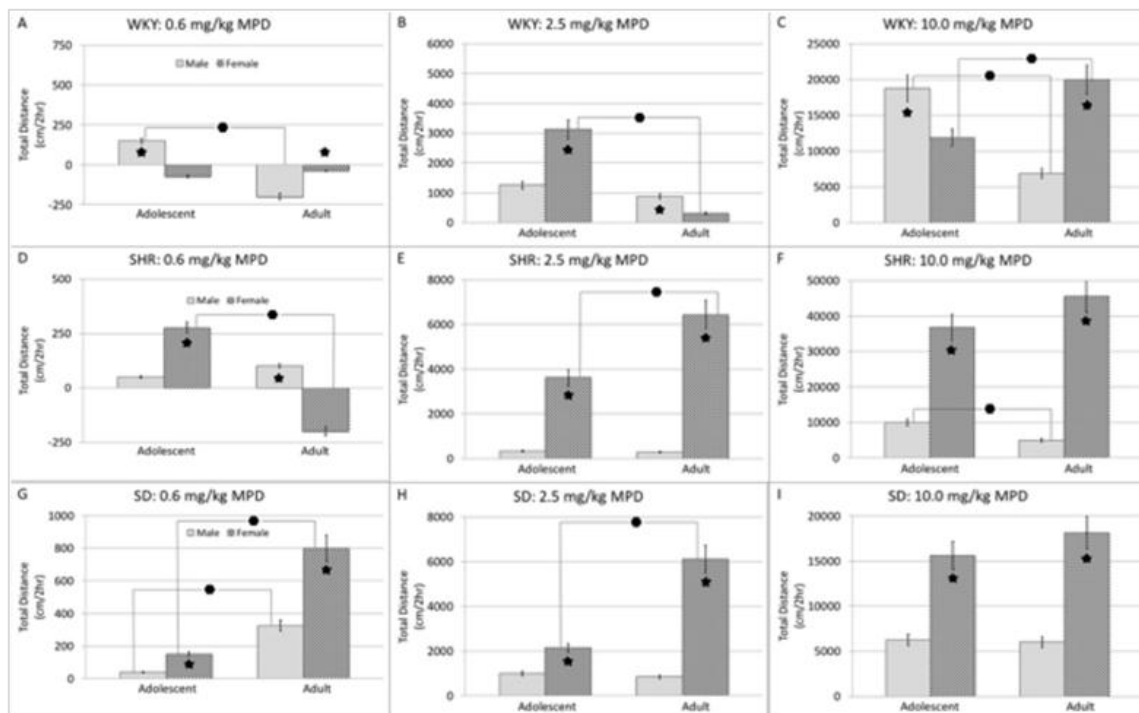 A
WKY: 0.6 mg/kg MPD
Total Distance
(cm/2hr)
750
500
250
0
-250
Male
Female
Adolescent
Adult
B
WKY: 2.5 mg/kg MPD
Total Distance
(cm/2hr)
6000
5000
4000
3000
2000
1000
0
Adolescent
Adult
C
WKY: 10.0 mg/kg MPD
Total Distance
(cm/2hr)
25000
20000
15000
10000
5000
0
Adolescent
Adult
D
SHR: 0.6 mg/kg MPD
Total Distance
(cm/2hr)
500
250
0
-250
Male
Female
Adolescent
Adult
E
SHR: 2.5 mg/kg MPD
Total Distance
(cm/2hr)
8000
6000
4000
2000
0
Adolescent
Adult
F
SHR: 10.0 mg/kg MPD
Total Distance
(cm/2hr)
50000
40000
30000
20000
10000
0
Adolescent
Adult
G
SD: 0.6 mg/kg MPD
Total Distance
(cm/2hr)
1000
800
600
400
200
0
Male
Female
Adolescent
Adult
H
SD: 2.5 mg/kg MPD
Total Distance
(cm/2hr)
8000
6000
4000
2000
0
Adolescent
Adult
I
SD: 10.0 mg/kg MPD
Total Distance
(cm/2hr)
20000
15000
10000
5000
0
Adolescent
Adult